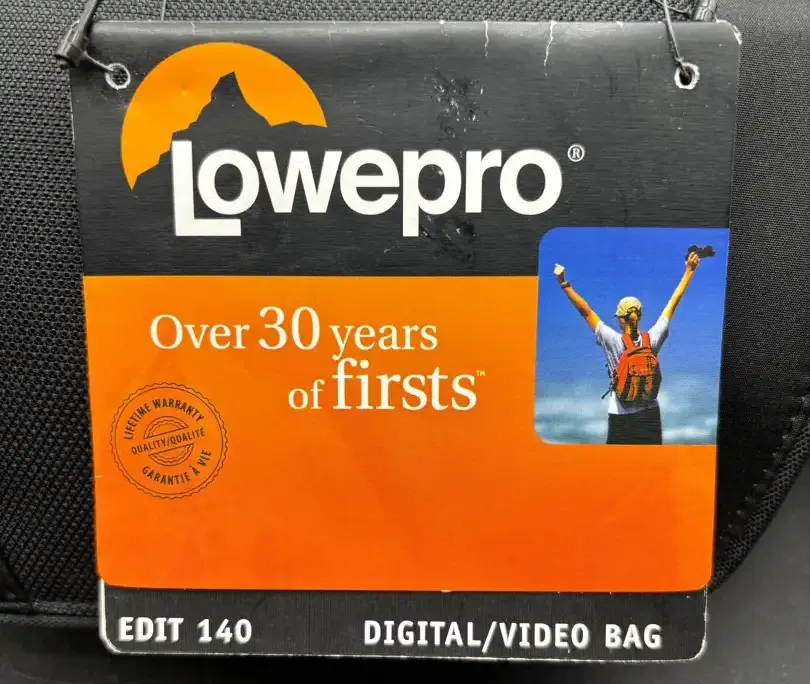 Lowepro®
Over 30 years
of firsts™
LIFETIME WARRANTY
QUALITY/QUALITÉ
GARANTIE À VIE
EDIT 140 DIGITAL/VIDEO BAG